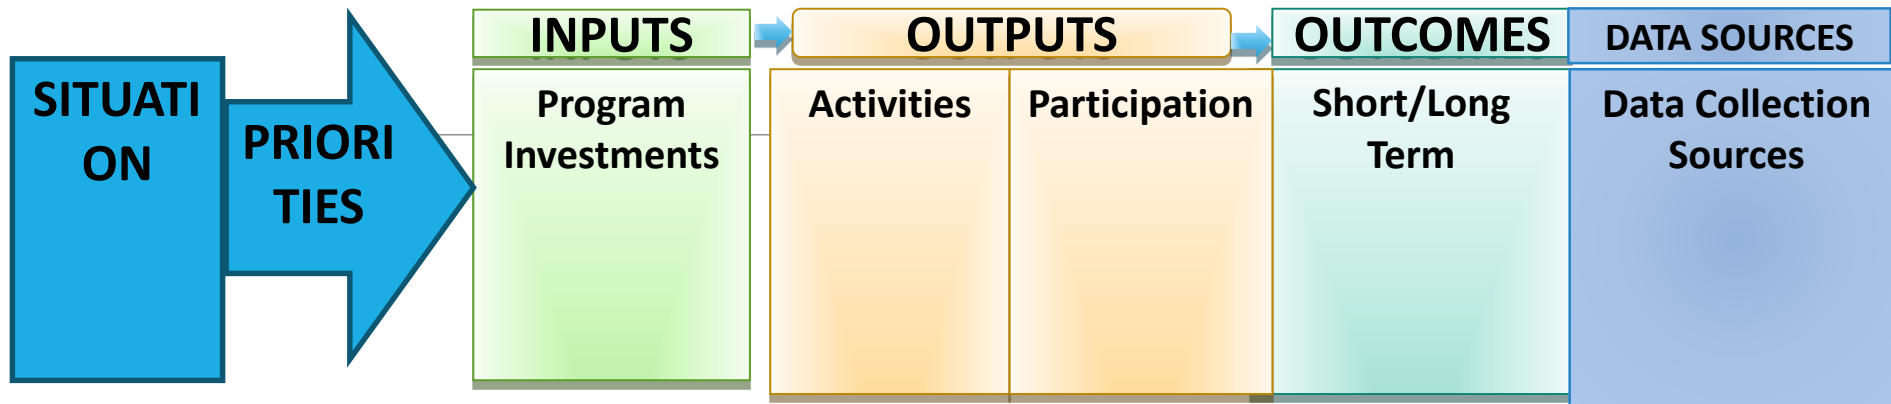 SITUATI
ON
PRIORI
TIES
INPUTS
OUTPUTS
OUTCOMES
DATA SOURCES
Program
Investments
Activities
Participation
Short/Long
Term
Data Collection
Sources